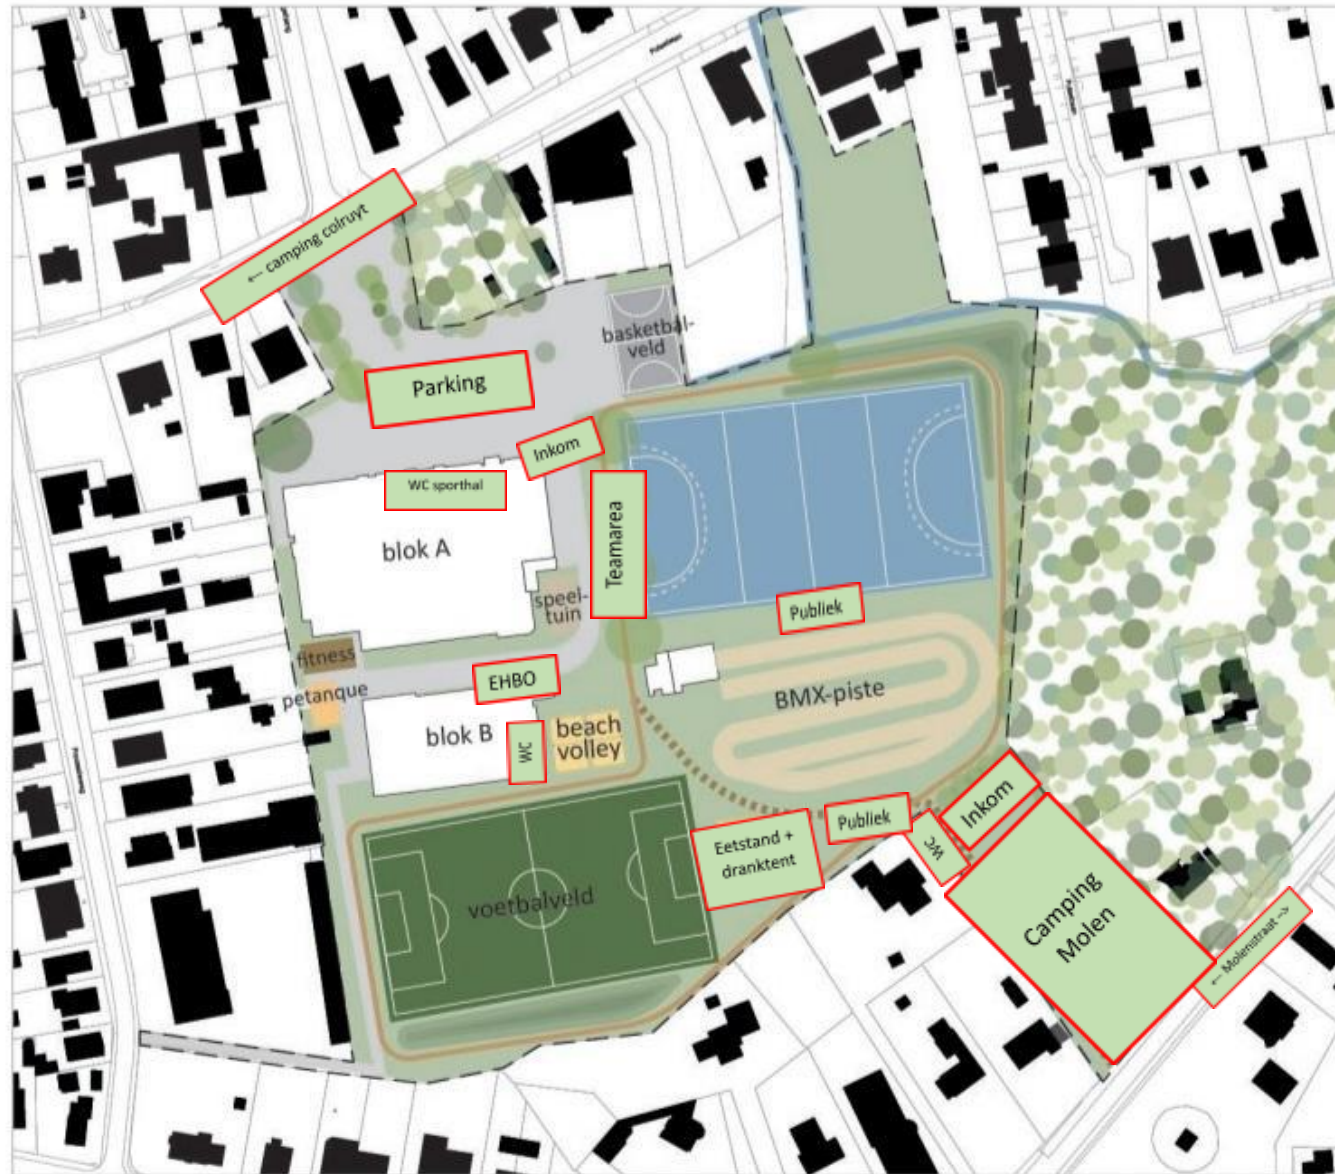 ← camping colruyt
basketbal-
veld
Parking
Inkom
WC sporthal
blok A
Teamarea
speel-
tuin
Publiek
fitness
petanque
EHBO
BMX-piste
blok B
WC
beach
volley
Inkom
Publiek
WC
Eetstand +
dranktent
voetbalveld
Camping
Molen
← Molenstraat -->